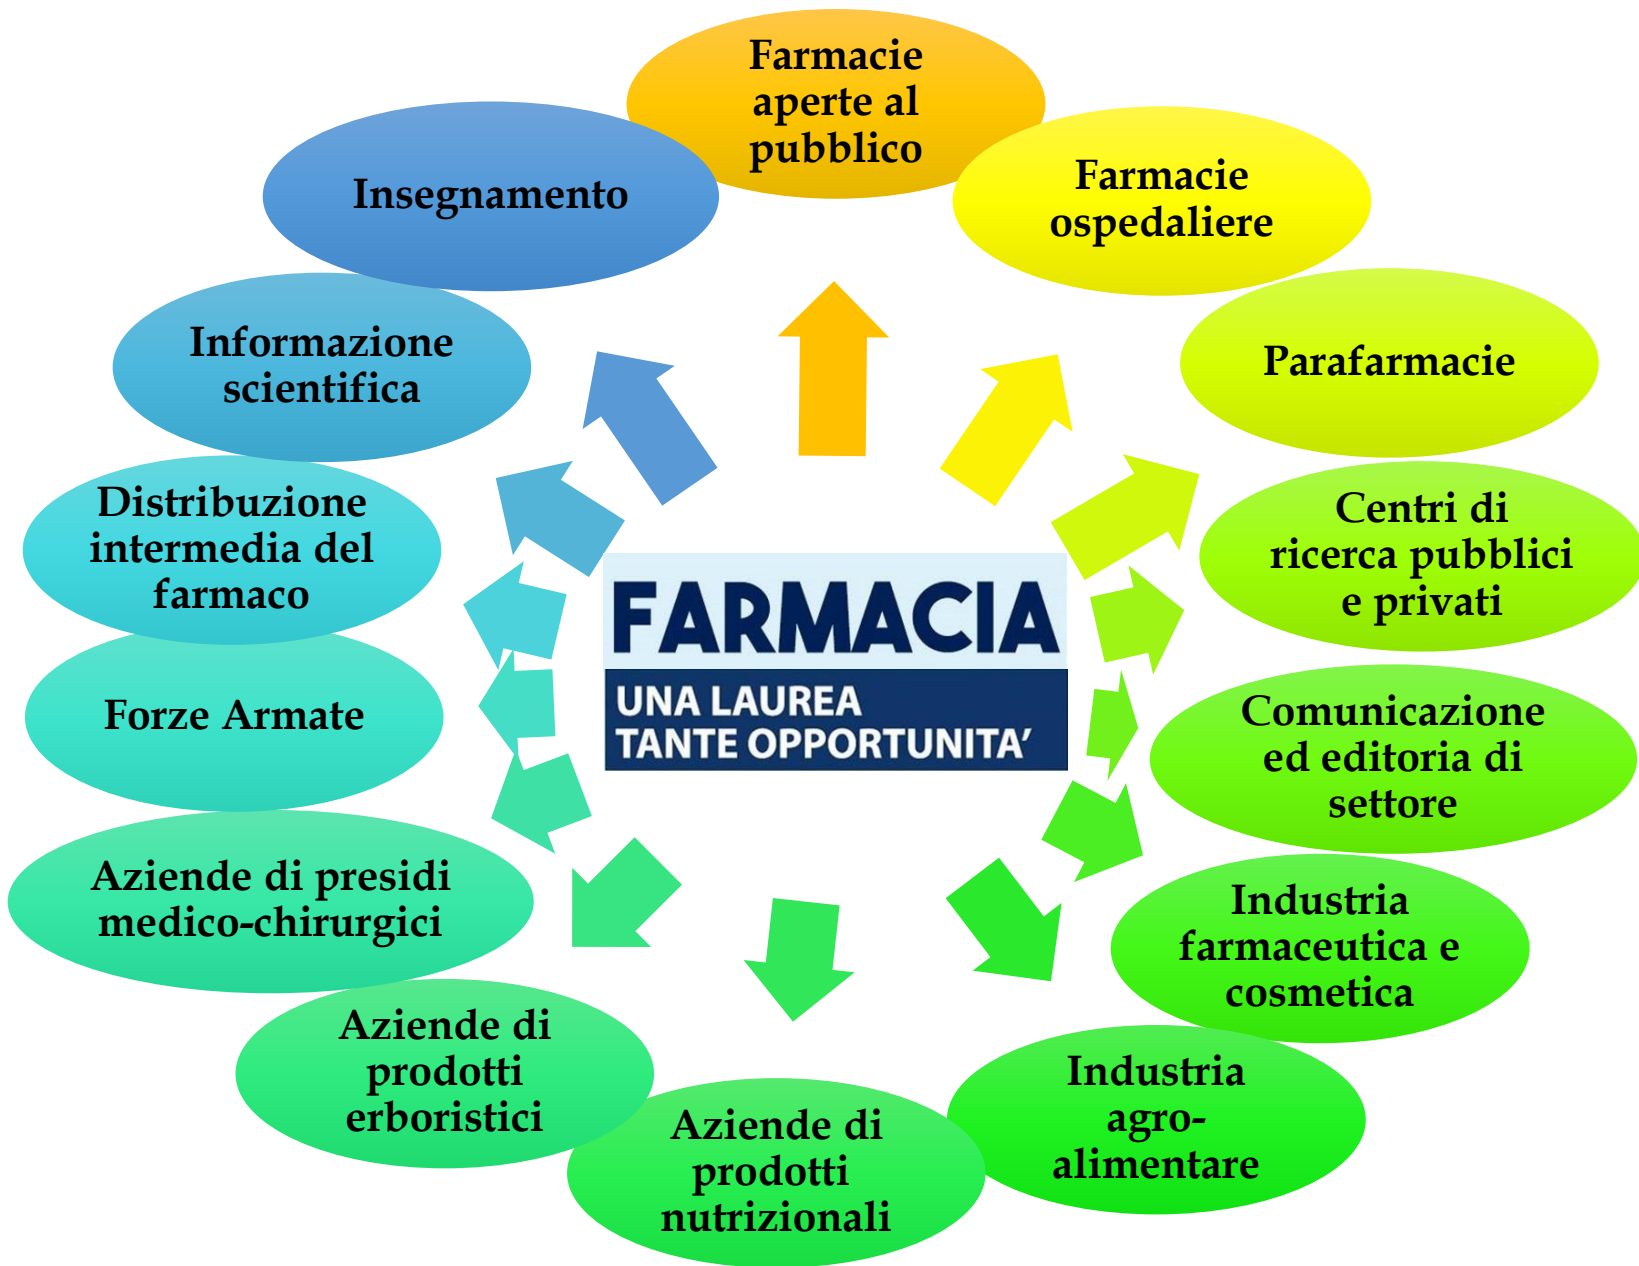 Farmacie
aperte al
pubblico
Farmacie
ospedaliere
Parafarmacie
Centri di
ricerca pubblici
e privati
Comunicazione
ed editoria di
settore
Industria
farmaceutica e
cosmetica
Industria
agro-
alimentare
Aziende di
prodotti
nutrizionali
Aziende di
prodotti
erboristici
Aziende di presidi
medico-chirurgici
Forze Armate
Distribuzione
intermedia del
farmaco
Informazione
scientifica
Insegnamento
FARMACIA
UNA LAUREA
TANTE OPPORTUNITA’